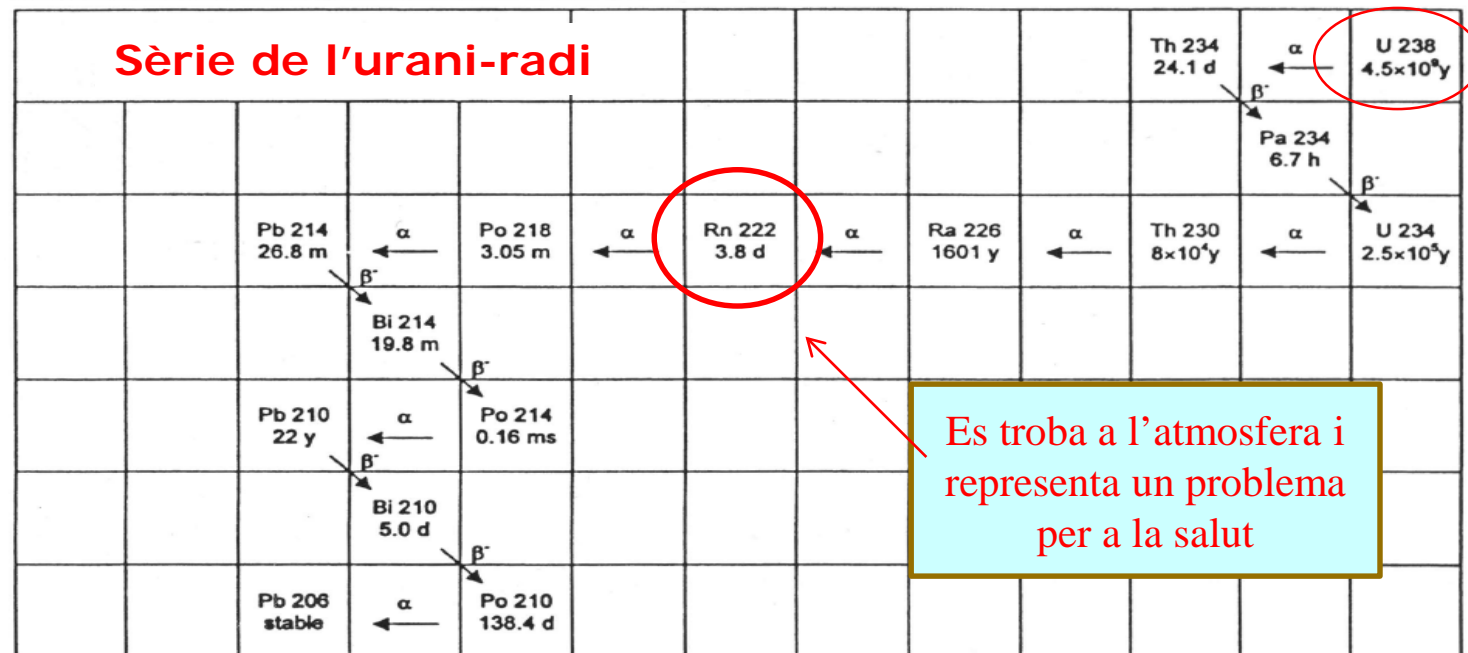 Sèrie de l'urani-radi
Th 234
24.1 d
α
U 238
4.5×10⁹y
β⁻
Pa 234
6.7 h
β⁻
Pb 214
26.8 m
α
Po 218
3.05 m
α
Rn 222
3.8 d
α
Ra 226
1601 y
α
Th 230
8×10⁴y
α
U 234
2.5×10⁵y
β⁻
Bi 214
19.8 m
β⁻
Pb 210
22 y
α
Po 214
0.16 ms
β⁻
Bi 210
5.0 d
β⁻
Pb 206
stable
α
Po 210
138.4 d
Es troba a l'atmosfera i
representa un problema
per a la salut